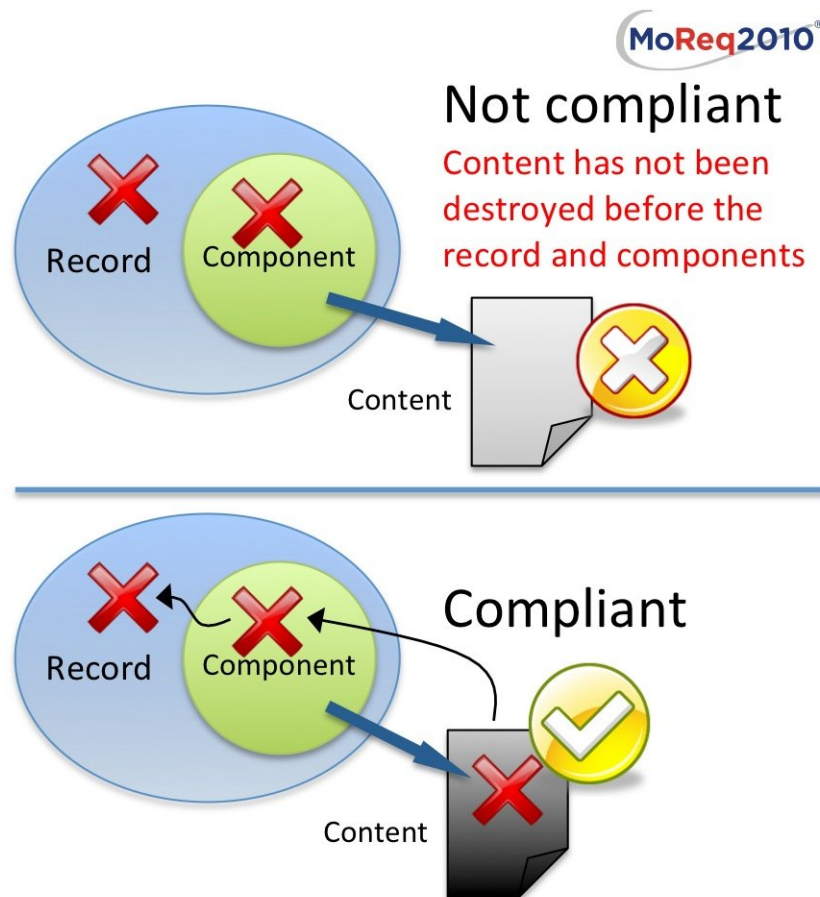 MoReq2010®
Not compliant
Content has not been
destroyed before the
record and components
Record
Component
Content
Compliant
Record
Component
Content